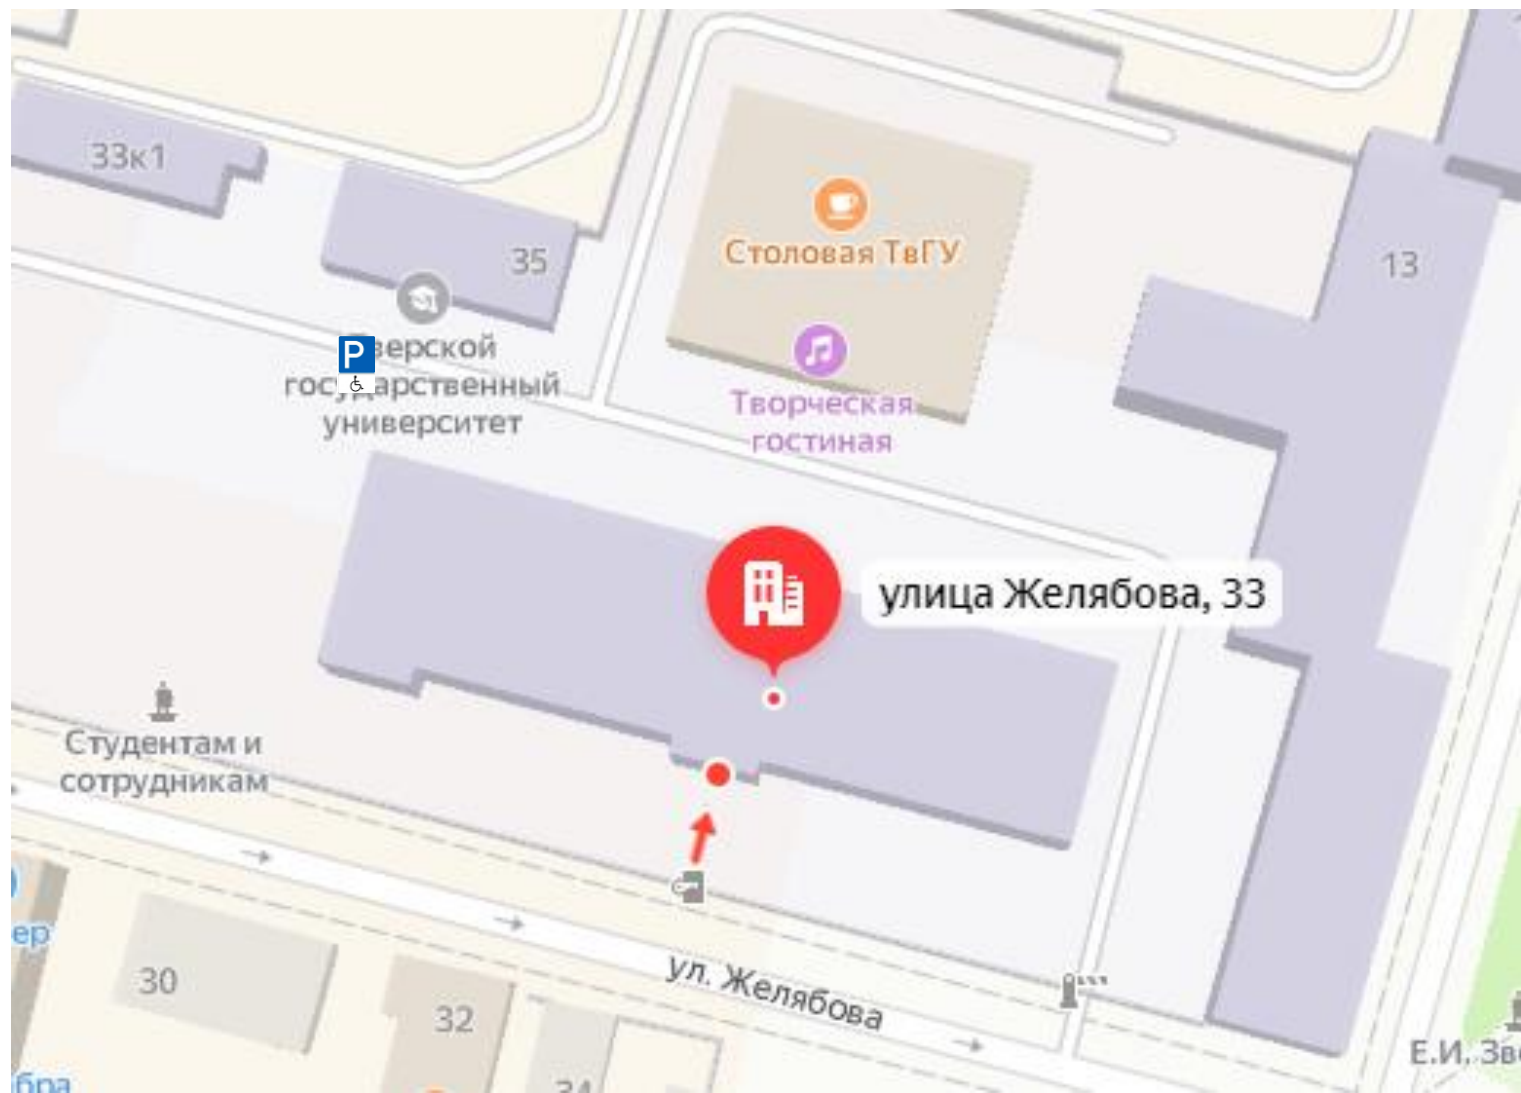 33к1
35
Столовая ТвГУ
13
P
верской
государственный
университет
Творческая
гостиная
улица Желябова, 33
Студентам и
сотрудникам
30
ул. Желябова
32
34
Е.И.